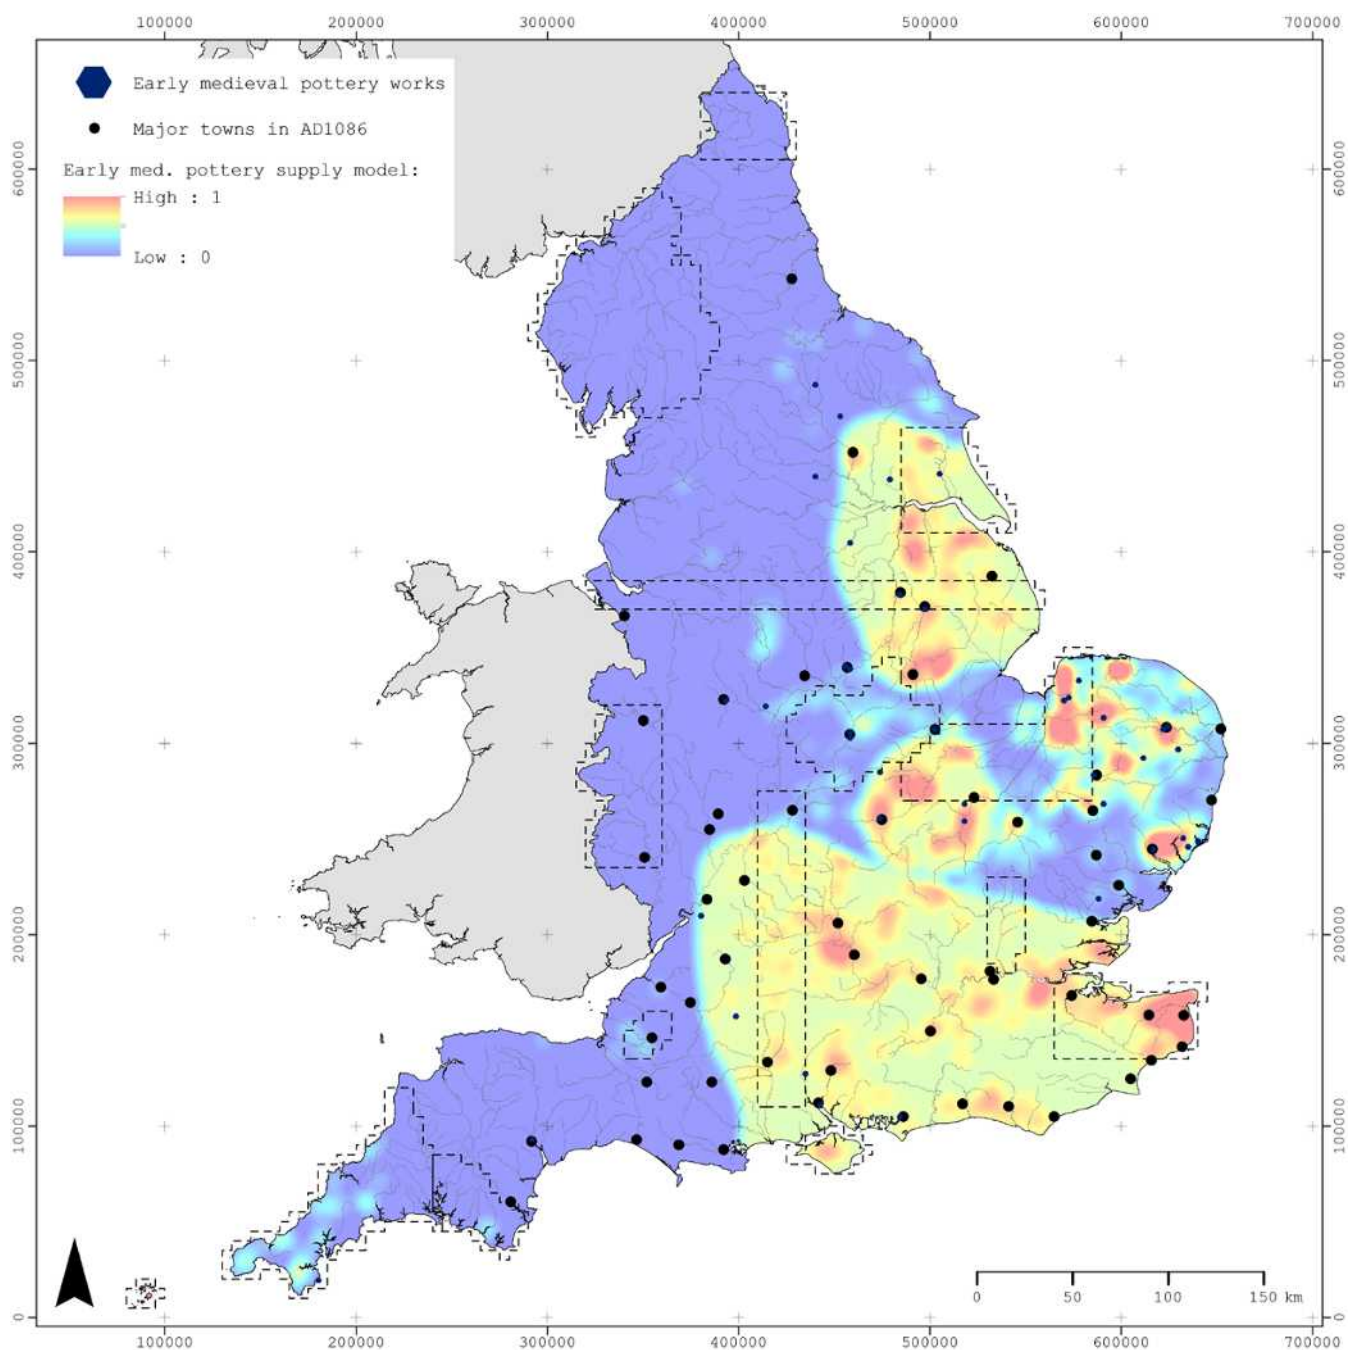 100000 200000 300000 400000 500000 600000 700000
Early medieval pottery works
Major towns in AD1086
Early med. pottery supply model:
High : 1
Low : 0
600000 600000
500000 500000
400000 400000
300000 300000
200000 200000
100000 100000
0 50 100 150 km
0 0
100000 200000 300000 400000 500000 600000 700000